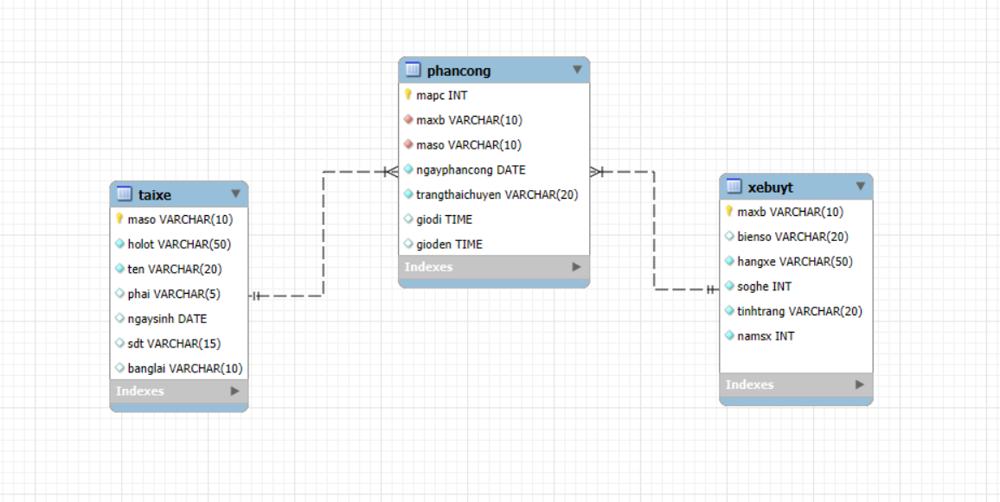 phancong
mapc INT
maxb VARCHAR(10)
maso VARCHAR(10)
ngayphancong DATE
trangthaichuyen VARCHAR(20)
giodi TIME
gioden TIME
Indexes
taixe
maso VARCHAR(10)
holot VARCHAR(50)
ten VARCHAR(20)
phai VARCHAR(5)
ngaysinh DATE
sdt VARCHAR(15)
banglai VARCHAR(10)
Indexes
xebuyt
maxb VARCHAR(10)
bienso VARCHAR(20)
hangxe VARCHAR(50)
soghe INT
tinhtrang VARCHAR(20)
namsx INT
Indexes